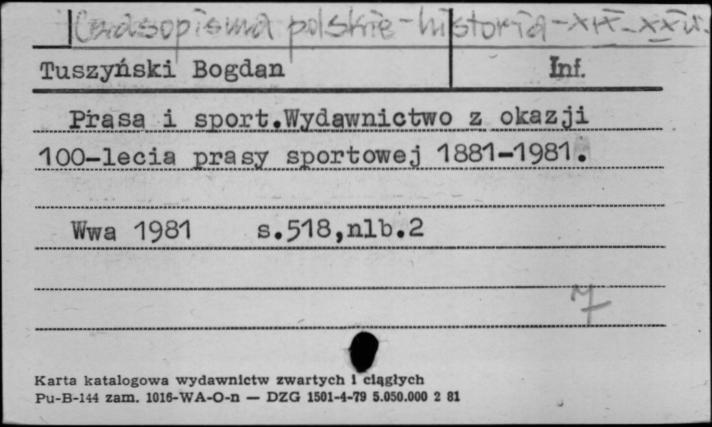 Czasopisma polskie - historia - XIX-XXw.
Tuszyński Bogdan Inf.
Prasa i sport.Wydawnictwo z okazji
100-lecia prasy sportowej 1881-1981.
Wwa 1981 s.518,nlb.2
7
Karta katalogowa wydawnictw zwartych i ciągłych
Pu-B-144 zam. 1016-WA-O-n — DZG 1501-4-79 5.050.000 2 81